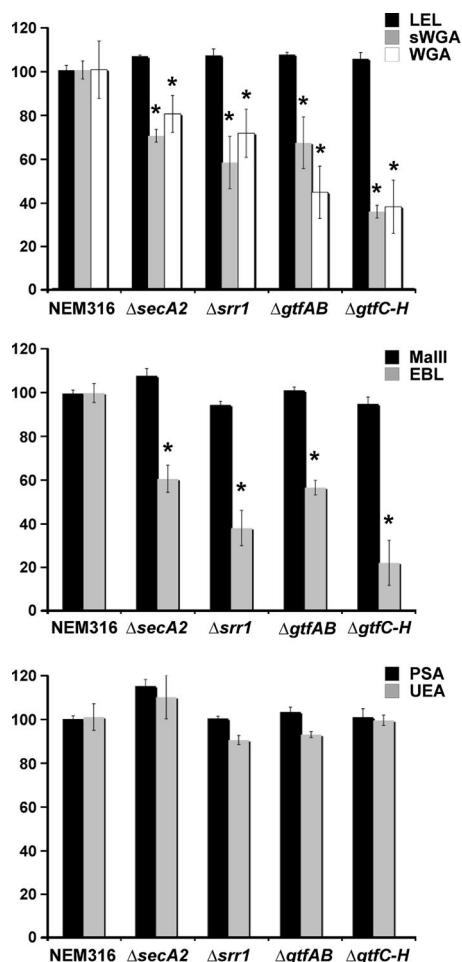 120
100
80
60
40
20
0
LEL
sWGA
WGA
* * * * * * * *
NEM316 ΔsecA2 Δsrr1 ΔgtfAB ΔgtfC-H
120
100
80
60
40
20
0
MalII
EBL
* * * *
NEM316 ΔsecA2 Δsrr1 ΔgtfAB ΔgtfC-H
120
100
80
60
40
20
0
PSA
UEA
NEM316 ΔsecA2 Δsrr1 ΔgtfAB ΔgtfC-H